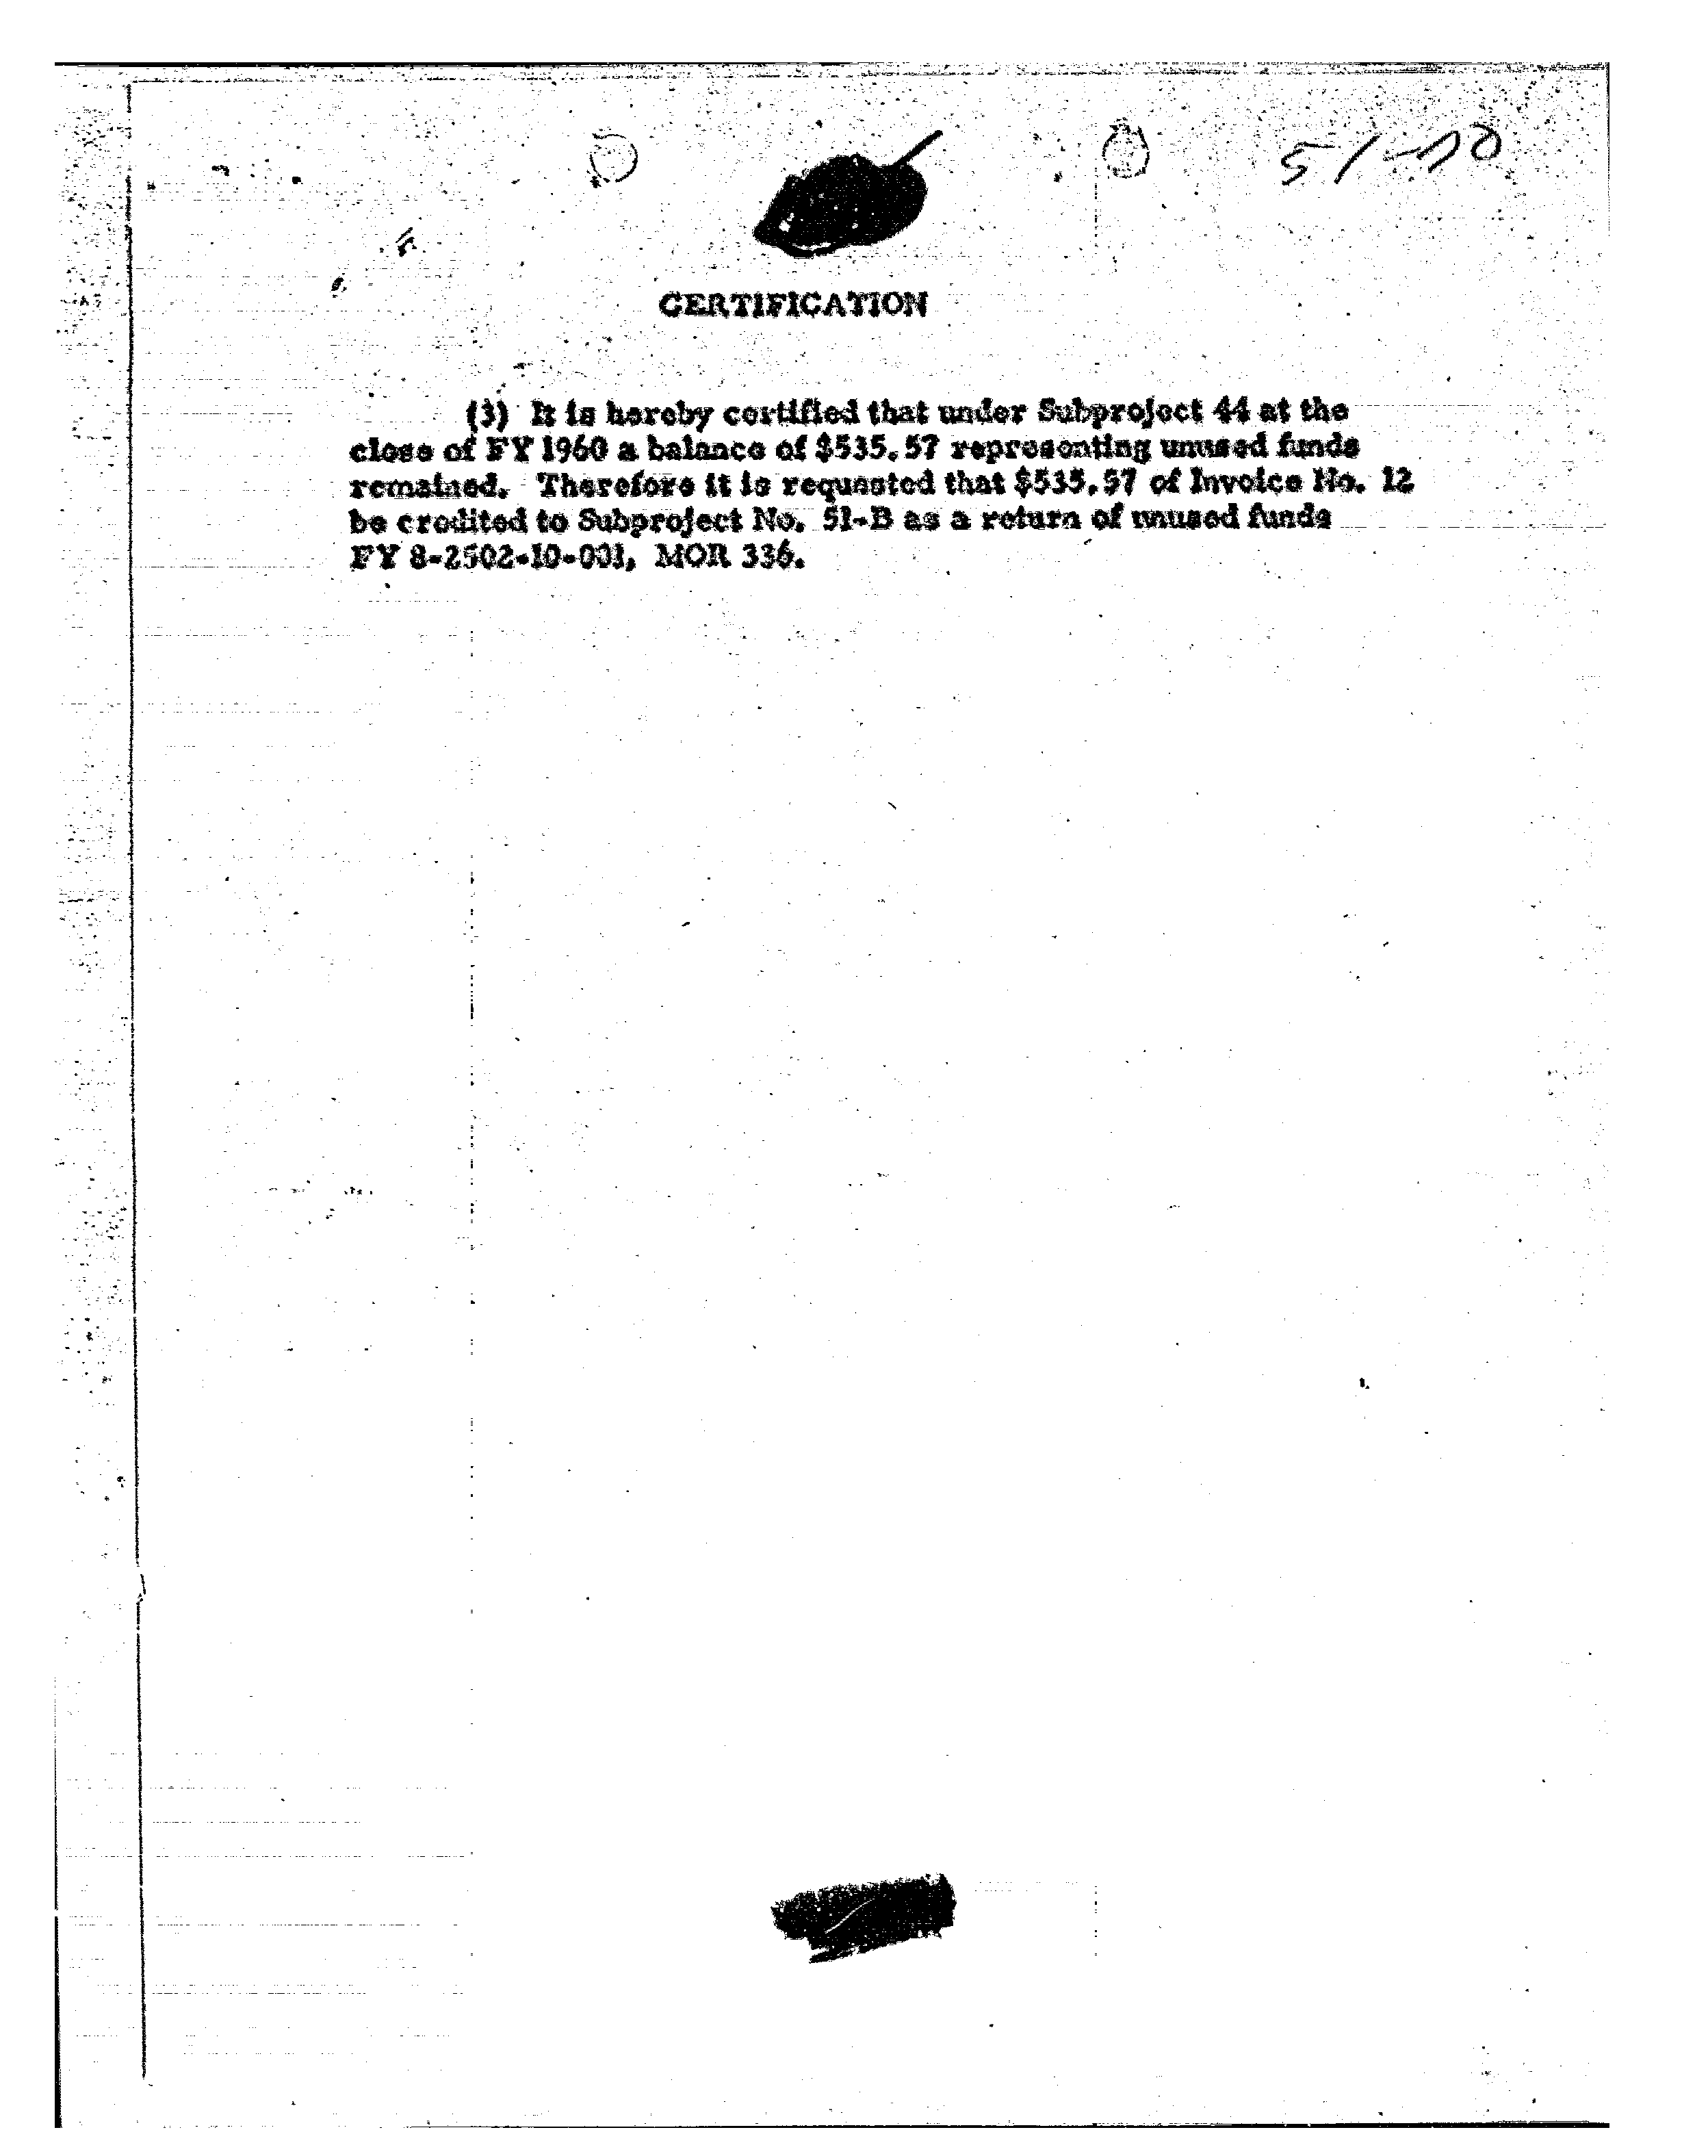 51-70
CERTIFICATION
(3) It is hereby certified that under Subproject 44 at the
close of FY 1960 a balance of $535.57 representing unused funds
remained. Therefore it is requested that $535.57 of Invoice No. 12
be credited to Subproject No. 51-B as a return of unused funds
FY 8-2502-10-001, MOR 336.